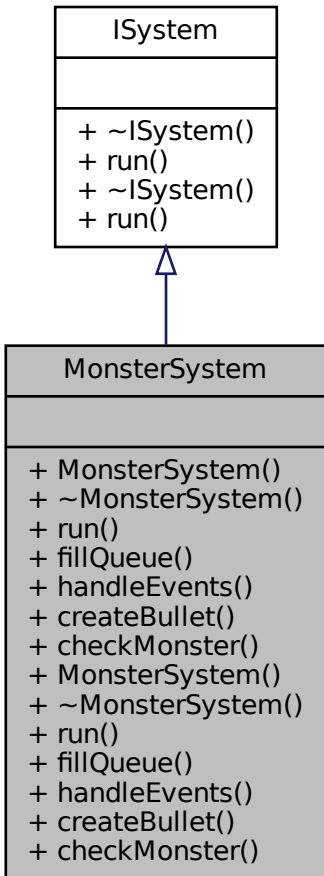 ISystem
+ ~ISystem()
+ run()
+ ~ISystem()
+ run()
MonsterSystem
+ MonsterSystem()
+ ~MonsterSystem()
+ run()
+ fillQueue()
+ handleEvents()
+ createBullet()
+ checkMonster()
+ MonsterSystem()
+ ~MonsterSystem()
+ run()
+ fillQueue()
+ handleEvents()
+ createBullet()
+ checkMonster()